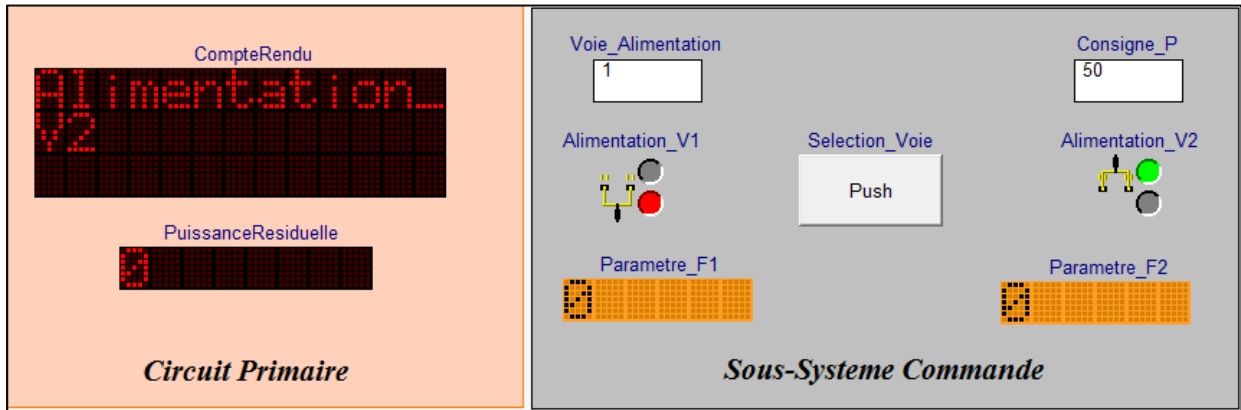 CompteRendu
Alimentation_
V2
PuissanceResiduelle
0
Circuit Primaire
Voie_Alimentation
1
Consigne_P
50
Alimentation_V1
Selection_Voie
Push
Alimentation_V2
Parametre_F1
0
Parametre_F2
0
Sous-Systeme Commande